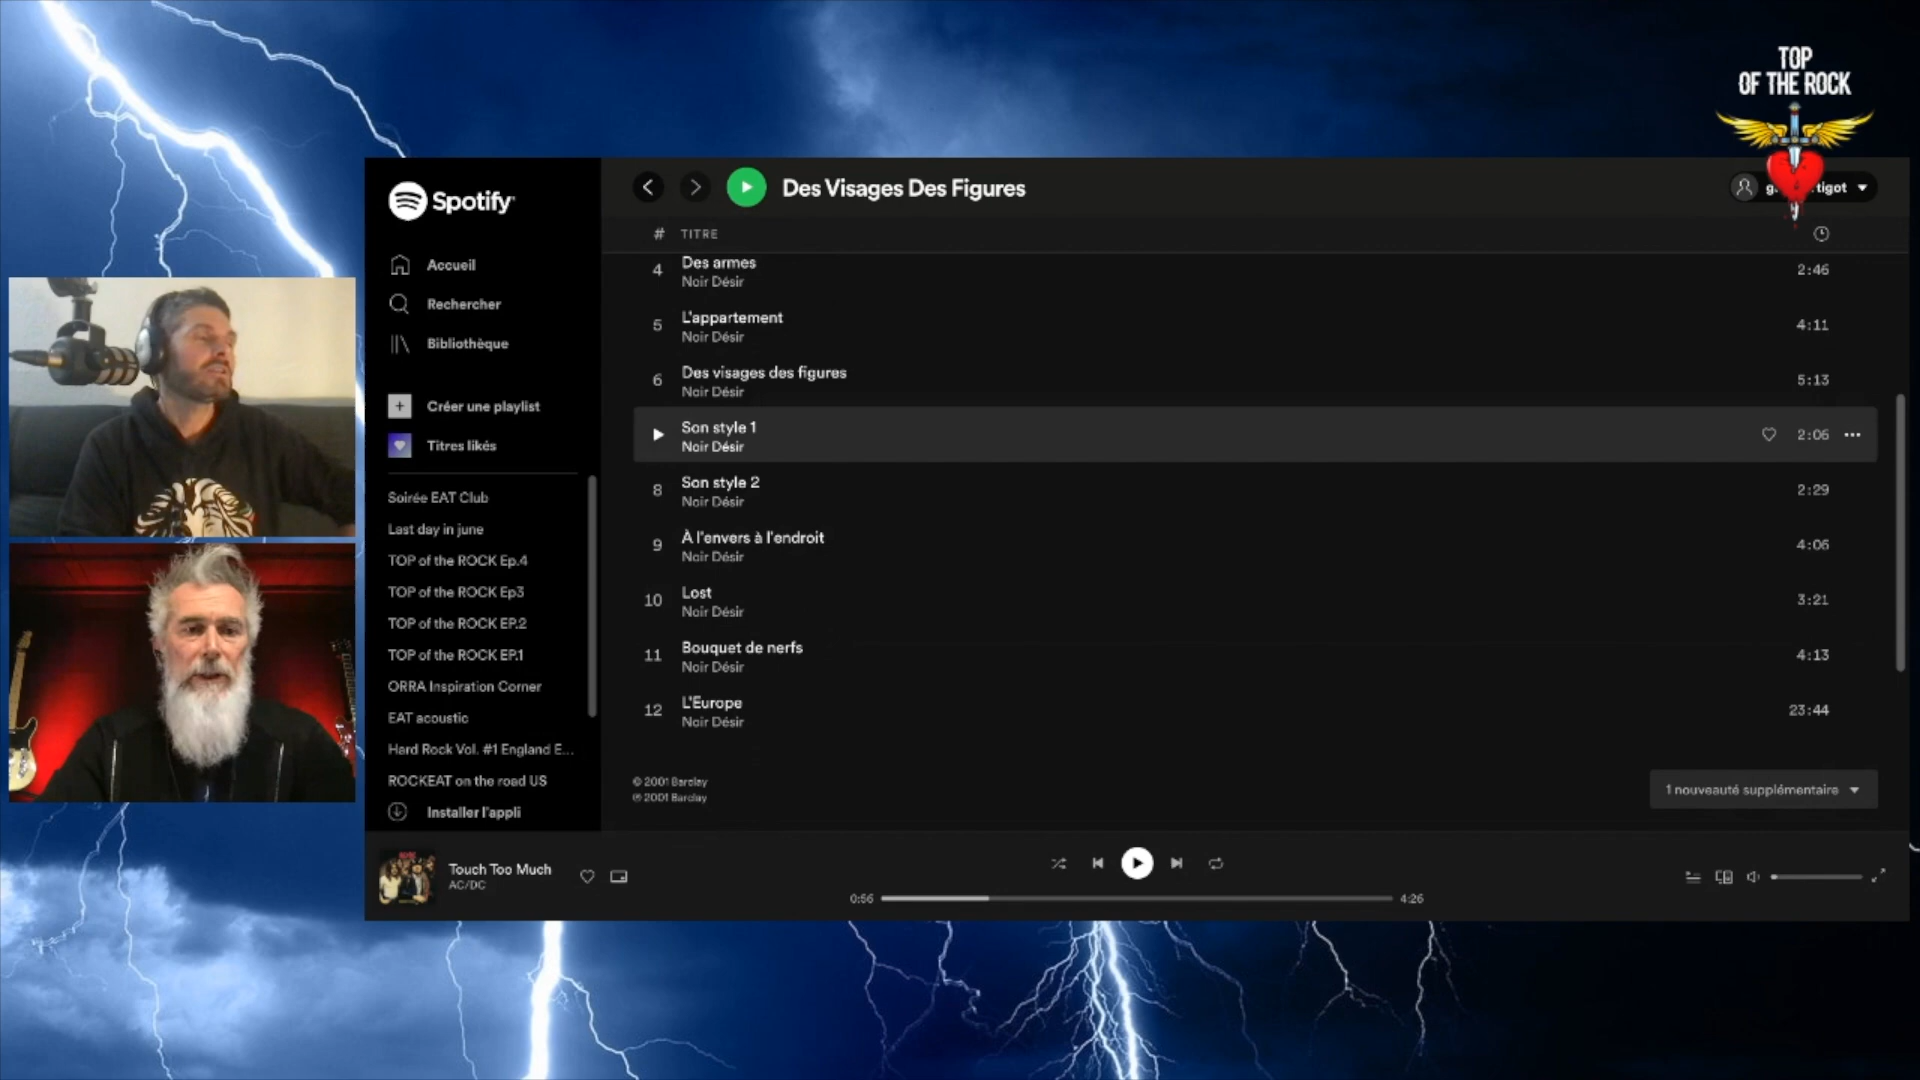 TOP
OF THE ROCK
Spotify
Accueil
Rechercher
Bibliothèque
Créer une playlist
Titres likés
Soirée EAT Club
Last day in june
TOP of the ROCK Ep.4
TOP of the ROCK Ep3
TOP of the ROCK EP.2
TOP of the ROCK EP.1
ORRA Inspiration Corner
EAT acoustic
Hard Rock Vol. #1 England E...
ROCKEAT on the road US
Installer l'appli
Des Visages Des Figures
# TITRE
4 Des armes 2:46
Noir Désir
5 L'appartement 4:11
Noir Désir
6 Des visages des figures 5:13
Noir Désir
Son style 1 2:06
Noir Désir
8 Son style 2 2:29
Noir Désir
9 À l'envers à l'endroit 4:06
Noir Désir
10 Lost 3:21
Noir Désir
11 Bouquet de nerfs 4:13
Noir Désir
12 L'Europe 23:44
Noir Désir
© 2001 Barclay
℗ 2001 Barclay
1 nouveauté supplémentaire
Touch Too Much
AC/DC
0:56 4:26